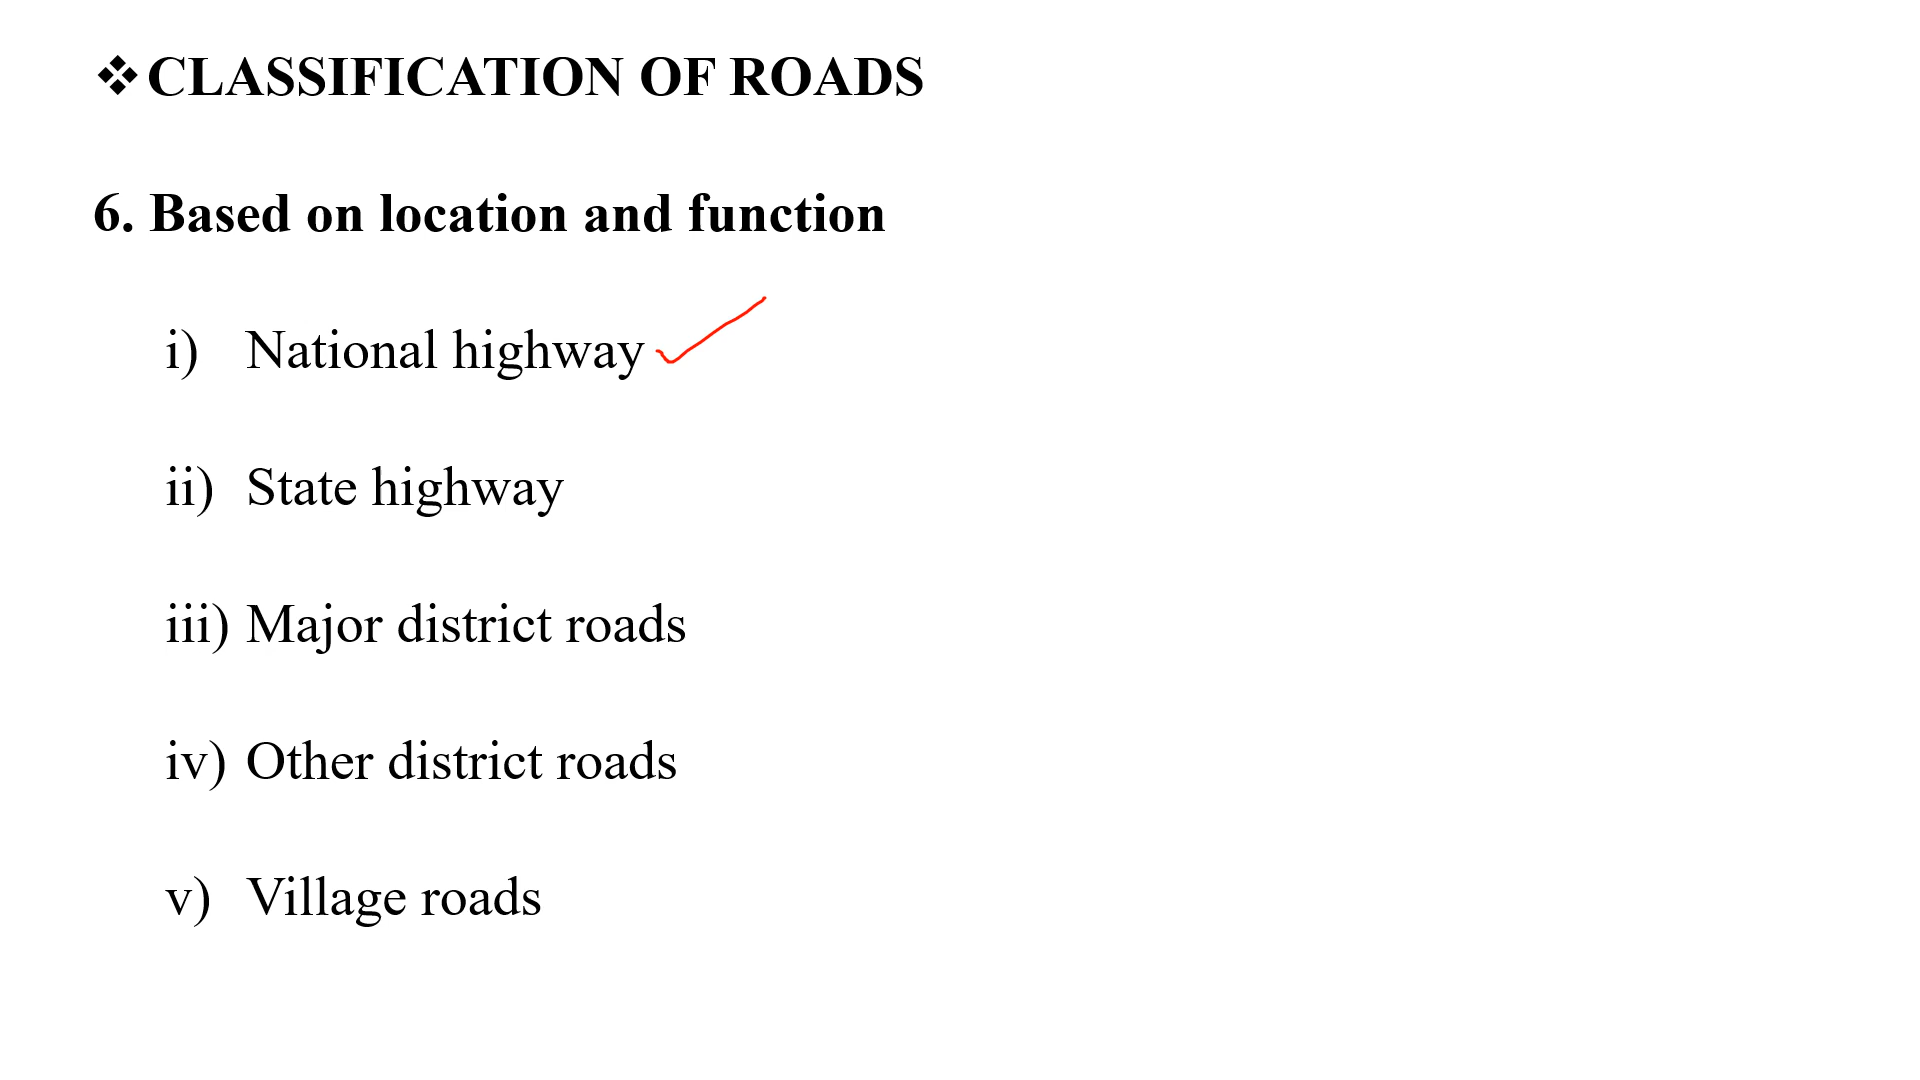 ❖CLASSIFICATION OF ROADS
6. Based on location and function
i) National highway
ii) State highway
iii) Major district roads
iv) Other district roads
v) Village roads